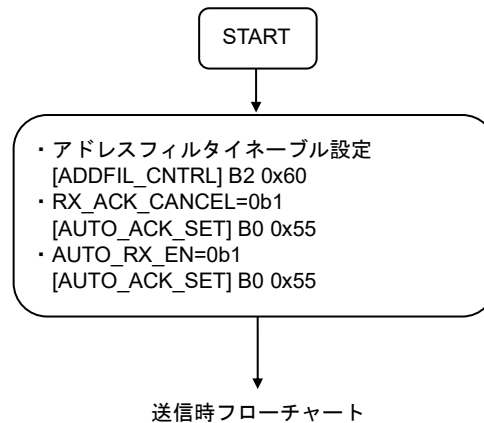 START
・アドレスフィルタイネーブル設定
[ADDFIL_CNTRL] B2 0x60
・RX_ACK_CANCEL=0b1
[AUTO_ACK_SET] B0 0x55
・AUTO_RX_EN=0b1
[AUTO_ACK_SET] B0 0x55
送信時フローチャート